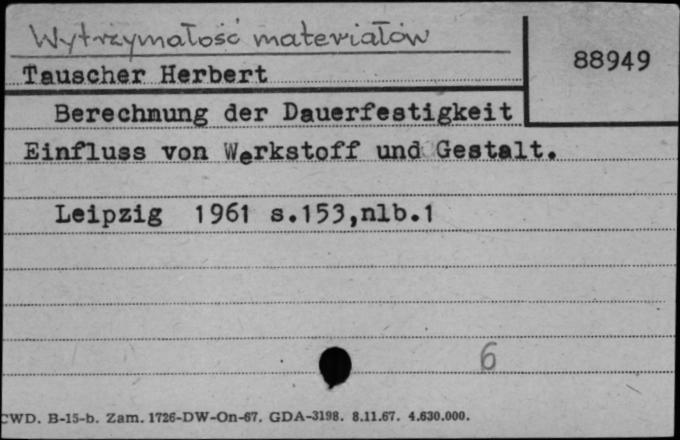 Wytrzymałość materiałów
88949
Tauscher Herbert
Berechnung der Dauerfestigkeit
Einfluss von Werkstoff und Gestalt.
Leipzig 1961 s.153,nlb.1
6
CWD. B-15-b. Zam. 1726-DW-On-67. GDA-3198. 8.11.67. 4.630.000.